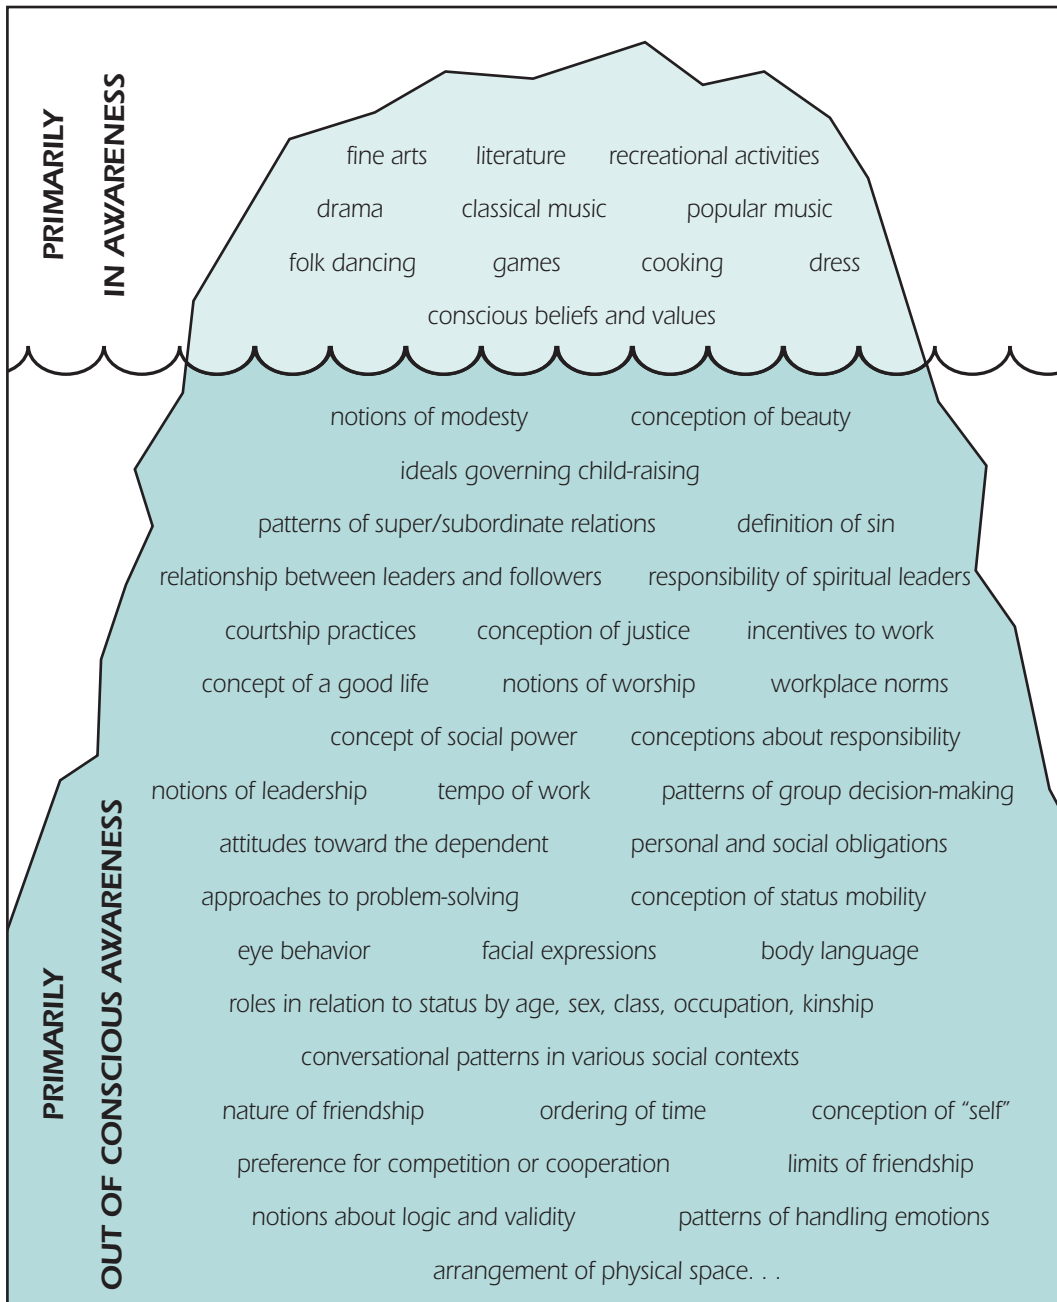 PRIMARILY
IN AWARENESS
fine arts literature recreational activities
drama classical music popular music
folk dancing games cooking dress
conscious beliefs and values
notions of modesty conception of beauty
ideals governing child-raising
patterns of super/subordinate relations definition of sin
relationship between leaders and followers responsibility of spiritual leaders
courtship practices conception of justice incentives to work
concept of a good life notions of worship workplace norms
concept of social power conceptions about responsibility
notions of leadership tempo of work patterns of group decision-making
attitudes toward the dependent personal and social obligations
approaches to problem-solving conception of status mobility
eye behavior facial expressions body language
roles in relation to status by age, sex, class, occupation, kinship
conversational patterns in various social contexts
nature of friendship ordering of time conception of “self”
preference for competition or cooperation limits of friendship
notions about logic and validity patterns of handling emotions
arrangement of physical space. . .
PRIMARILY
OUT OF CONSCIOUS AWARENESS